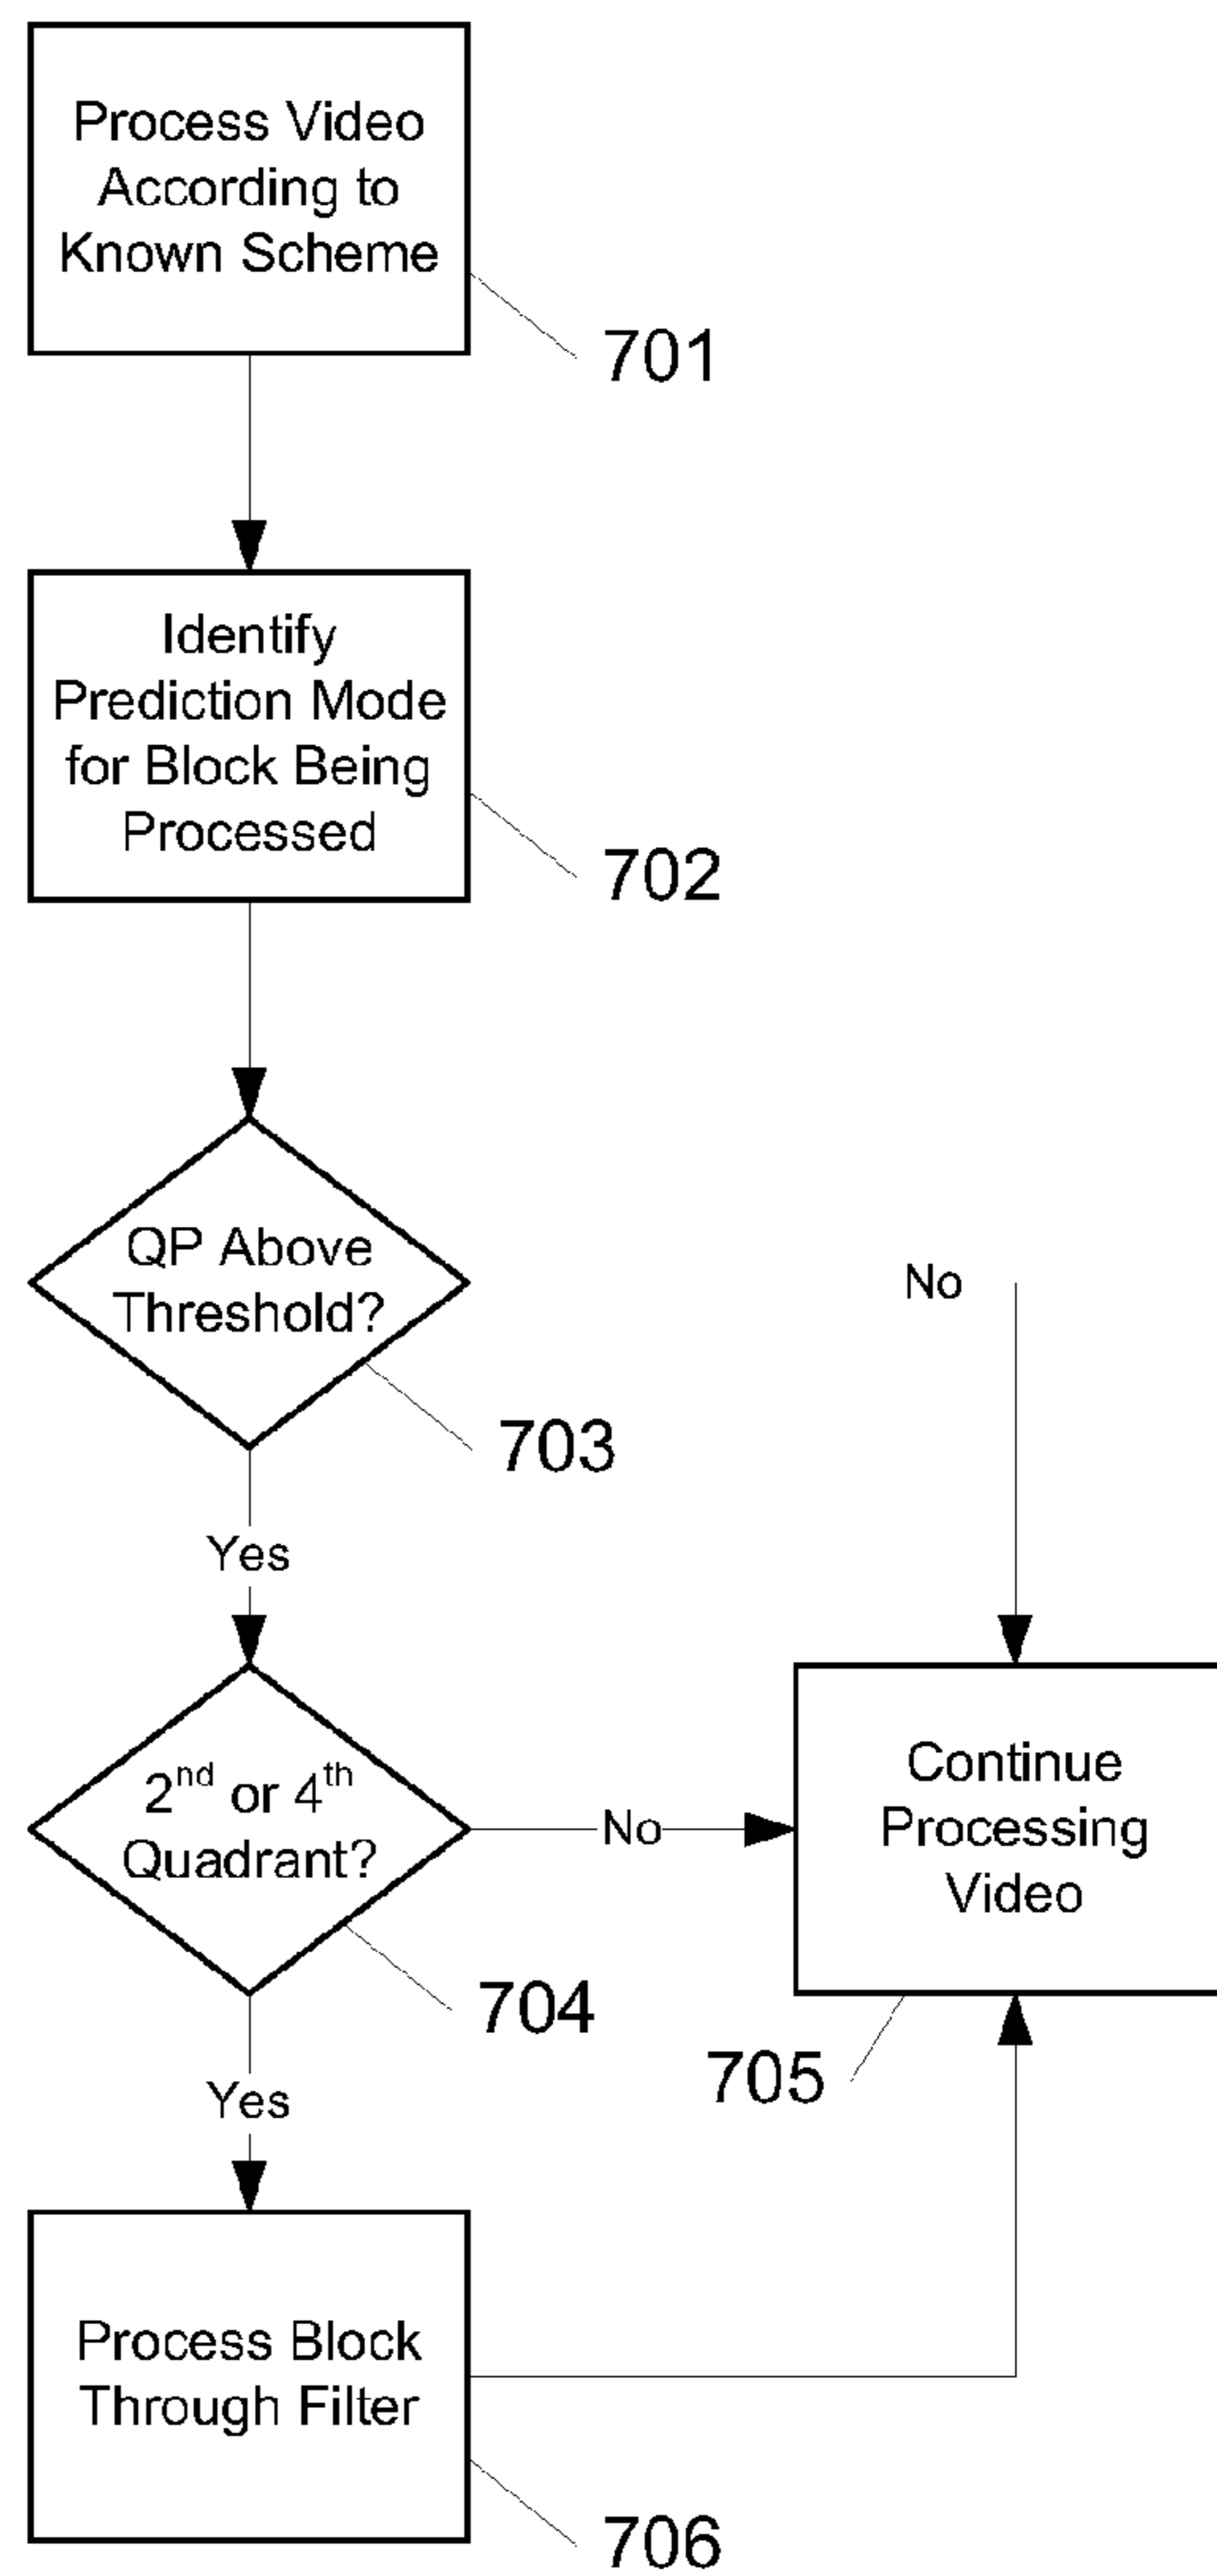 Process Video
According to
Known Scheme
701
Identify
Prediction Mode
for Block Being
Processed
702
QP Above
Threshold?
No
703
Yes
2nd or 4th
Quadrant?
No
Continue
Processing
Video
704
705
Yes
Process Block
Through Filter
706